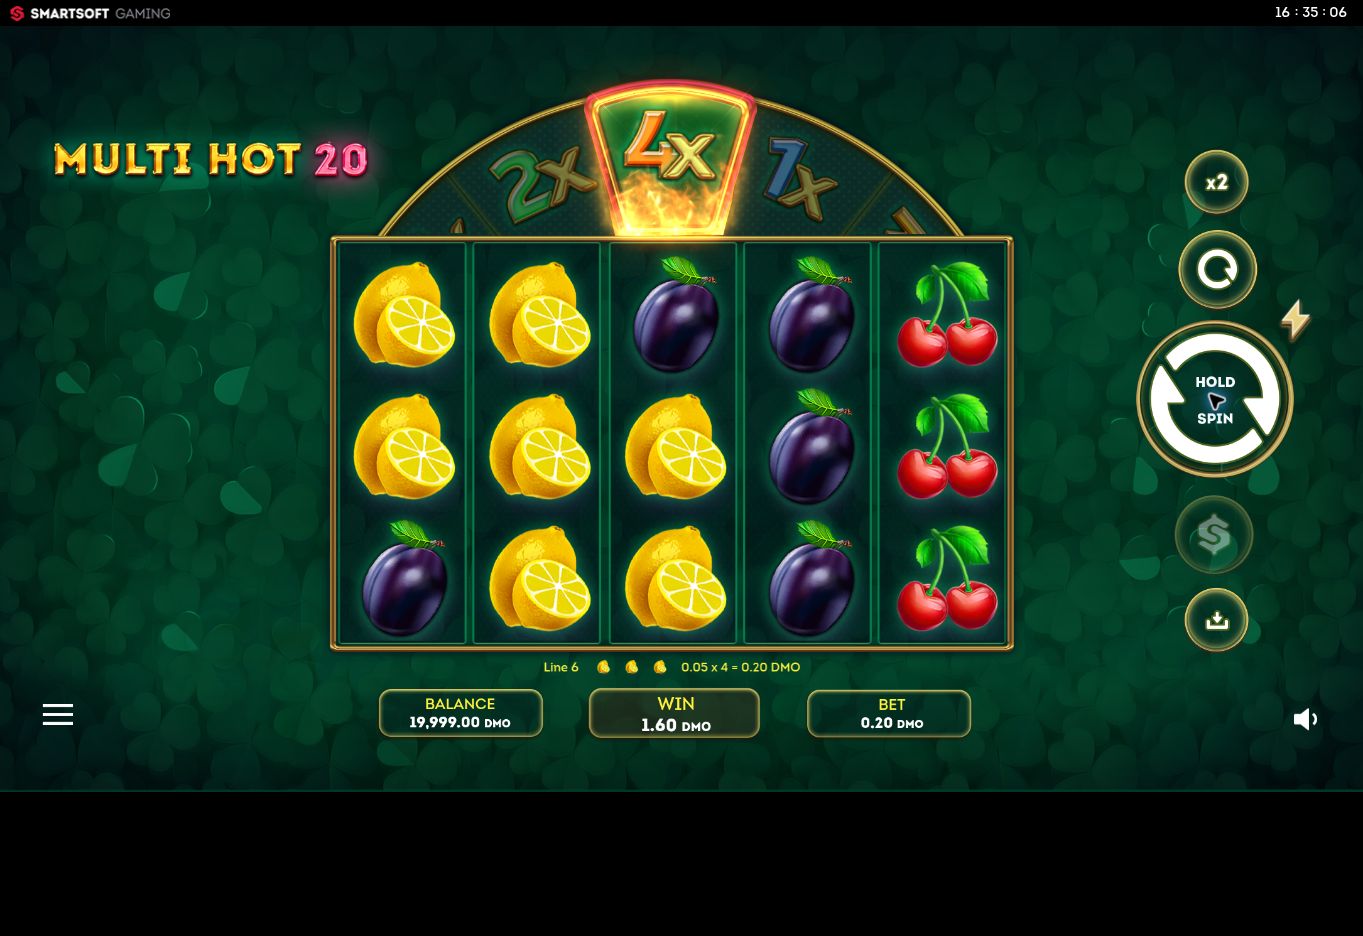 SMARTSOFT GAMING
16 : 35 : 06
MULTI HOT 20
2x
4x
1x
x2
HOLD
SPIN
Line 6 0.05 x 4 = 0.20 DMO
BALANCE
19,999.00 DMO
WIN
1.60 DMO
BET
0.20 DMO